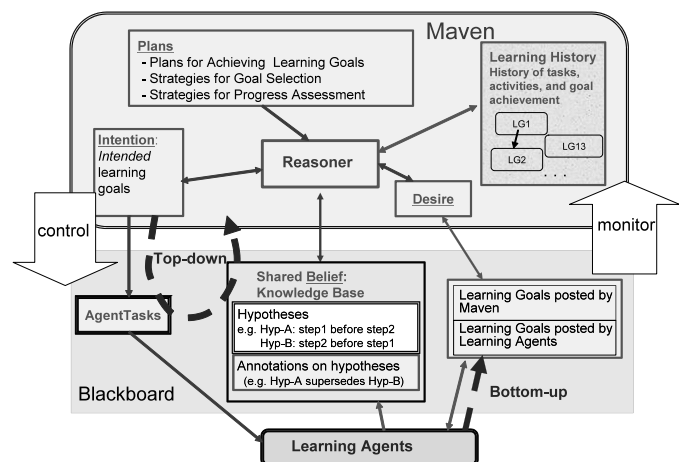 Maven
Plans
- Plans for Achieving Learning Goals
- Strategies for Goal Selection
- Strategies for Progress Assessment
Learning History
History of tasks,
activities, and goal
achievement
LG1
LG13
LG2
. . .
Intention:
Intended
learning
goals
Reasoner
Desire
control
monitor
Top-down
Shared Belief:
Knowledge Base
Hypotheses
e.g. Hyp-A: step1 before step2
Hyp-B: step2 before step1
Annotations on hypotheses
(e.g. Hyp-A supersedes Hyp-B)
AgentTasks
Learning Goals posted by
Maven
Learning Goals posted by
Learning Agents
Blackboard
Bottom-up
Learning Agents